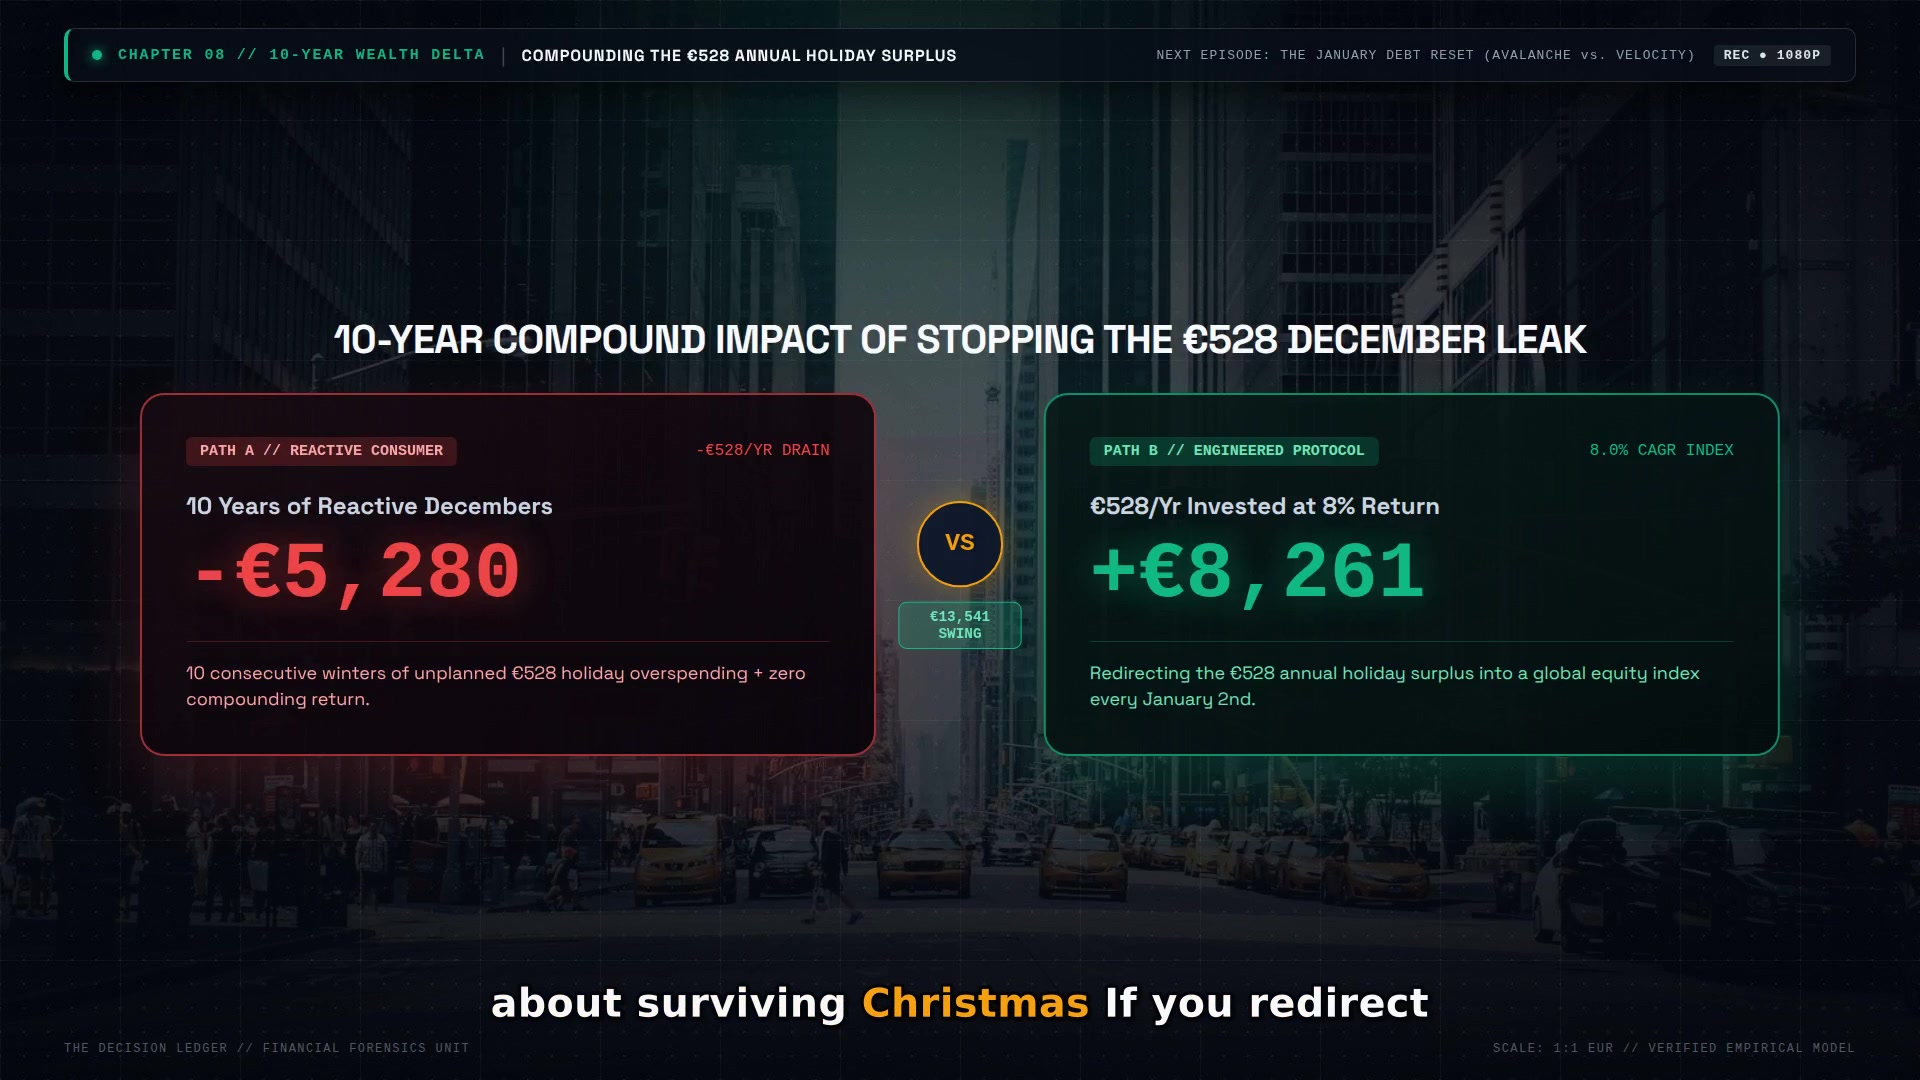 CHAPTER 08 // 10-YEAR WEALTH DELTA | COMPOUNDING THE €528 ANNUAL HOLIDAY SURPLUS
NEXT EPISODE: THE JANUARY DEBT RESET (AVALANCHE vs. VELOCITY) REC ● 1080P
10-YEAR COMPOUND IMPACT OF STOPPING THE €528 DECEMBER LEAK
PATH A // REACTIVE CONSUMER
-€528/YR DRAIN
10 Years of Reactive Decembers
-€5,280
10 consecutive winters of unplanned €528 holiday overspending + zero
compounding return.
VS
€13,541
SWING
PATH B // ENGINEERED PROTOCOL
8.0% CAGR INDEX
€528/Yr Invested at 8% Return
+€8,261
Redirecting the €528 annual holiday surplus into a global equity index
every January 2nd.
about surviving Christmas If you redirect
THE DECISION LEDGER // FINANCIAL FORENSICS UNIT
SCALE: 1:1 EUR // VERIFIED EMPIRICAL MODEL